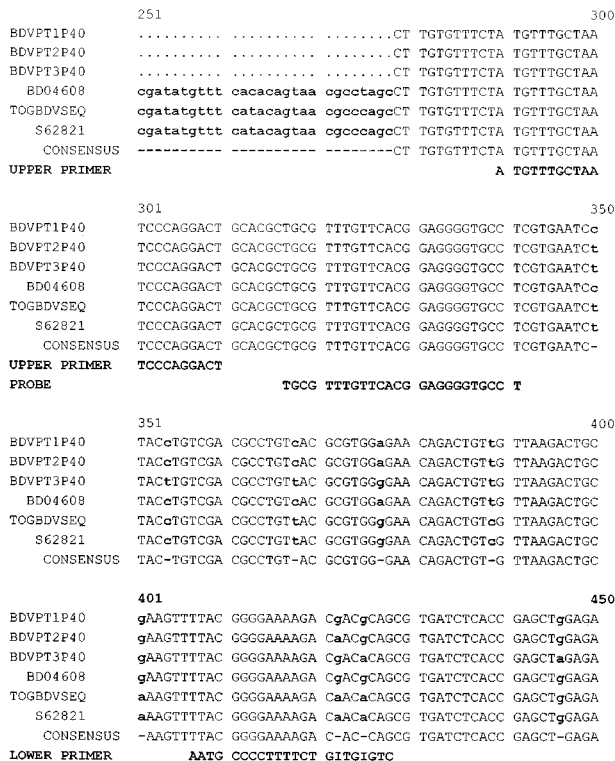 251 300
BDVPT1P40 .......... .......... ........CT TGTGTTTCTA TGTTTGCTAA
BDVPT2P40 .......... .......... ........CT TGTGTTTCTA TGTTTGCTAA
BDVPT3P40 .......... .......... ........CT TGTGTTTCTA TGTTTGCTAA
BD04608 cgatatgttt cacacagtaa cgcctagcCT TGTGTTTCTA TGTTTGCTAA
TOGBDVSEQ cgatatgttt catacagtaa cgcccagcCT TGTGTTTCTA TGTTTGCTAA
S62821 cgatatgttt catacagtaa cgcccagcCT TGTGTTTCTA TGTTTGCTAA
CONSENSUS ---------- ---------- --------CT TGTGTTTCTA TGTTTGCTAA
UPPER PRIMER A TGTTTGCTAA
301 350
BDVPT1P40 TCCCAGGACT GCACGCTGCG TTTGTTCACG GAGGGGTGCC TCGTGAATCc
BDVPT2P40 TCCCAGGACT GCACGCTGCG TTTGTTCACG GAGGGGTGCC TCGTGAATCt
BDVPT3P40 TCCCAGGACT GCACGCTGCG TTTGTTCACG GAGGGGTGCC TCGTGAATCt
BD04608 TCCCAGGACT GCACGCTGCG TTTGTTCACG GAGGGGTGCC TCGTGAATCc
TOGBDVSEQ TCCCAGGACT GCACGCTGCG TTTGTTCACG GAGGGGTGCC TCGTGAATCt
S62821 TCCCAGGACT GCACGCTGCG TTTGTTCACG GAGGGGTGCC TCGTGAATCt
CONSENSUS TCCCAGGACT GCACGCTGCG TTTGTTCACG GAGGGGTGCC TCGTGAATC-
UPPER PRIMER TCCCAGGACT
PROBE TGCG TTTGTTCACG GAGGGGTGCC T
351 400
BDVPT1P40 TACcTGTCGA CGCCTGTcAC GCGTGGaGAA CAGACTGTtG TTAAGACTGC
BDVPT2P40 TACcTGTCGA CGCCTGTcAC GCGTGGaGAA CAGACTGTtG TTAAGACTGC
BDVPT3P40 TACtTGTCGA CGCCTGTtAC GCGTGGgGAA CAGACTGTcG TTAAGACTGC
BD04608 TACcTGTCGA CGCCTGTcAC GCGTGGaGAA CAGACTGTtG TTAAGACTGC
TOGBDVSEQ TACcTGTCGA CGCCTGTtAC GCGTGGgGAA CAGACTGTcG TTAAGACTGC
S62821 TACcTGTCGA CGCCTGTtAC GCGTGGgGAA CAGACTGTcG TTAAGACTGC
CONSENSUS TAC-TGTCGA CGCCTGT-AC GCGTGG-GAA CAGACTGT-G TTAAGACTGC
401 450
BDVPT1P40 gAAGTTTTAC GGGGAAAAGA CgACgCAGCG TGATCTCACC GAGCTgGAGA
BDVPT2P40 gAAGTTTTAC GGGGAAAAGA CaACgCAGCG TGATCTCACC GAGCTgGAGA
BDVPT3P40 gAAGTTTTAC GGGGAAAAGA CgACaCAGCG TGATCTCACC GAGCTaGAGA
BD04608 gAAGTTTTAC GGGGAAAAGA CgACgCAGCG TGATCTCACC GAGCTgGAGA
TOGBDVSEQ aAAGTTTTAC GGGGAAAAGA CaACaCAGCG TGATCTCACC GAGCTgGAGA
S62821 aAAGTTTTAC GGGGAAAAGA CaACaCAGCG TGATCTCACC GAGCTgGAGA
CONSENSUS -AAGTTTTAC GGGGAAAAGA C-AC-CAGCG TGATCTCACC GAGCT-GAGA
LOWER PRIMER AATG CCCCTTTTCT GITGIGTC